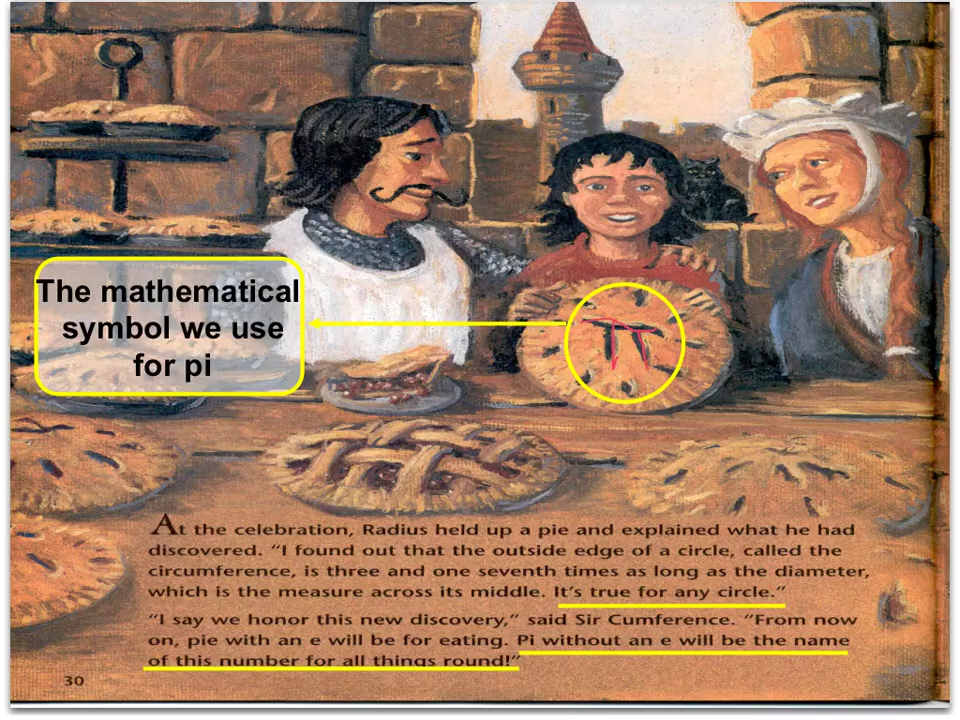 The mathematical
symbol we use
for pi
π
At the celebration, Radius held up a pie and explained what he had
discovered. “I found out that the outside edge of a circle, called the
circumference, is three and one seventh times as long as the diameter,
which is the measure across its middle. It’s true for any circle.”
“I say we honor this new discovery,” said Sir Cumference. “From now
on, pie with an e will be for eating. Pi without an e will be the name
of this number for all things round!”
30